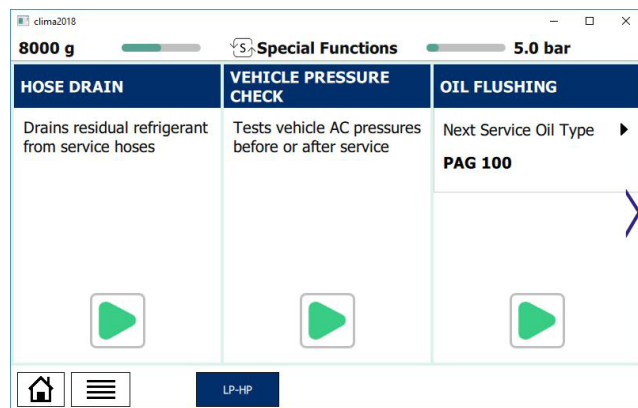 clima2018
8000 g
S
Special Functions
5.0 bar
HOSE DRAIN
Drains residual refrigerant
from service hoses
VEHICLE PRESSURE
CHECK
Tests vehicle AC pressures
before or after service
OIL FLUSHING
Next Service Oil Type
PAG 100
LP-HP